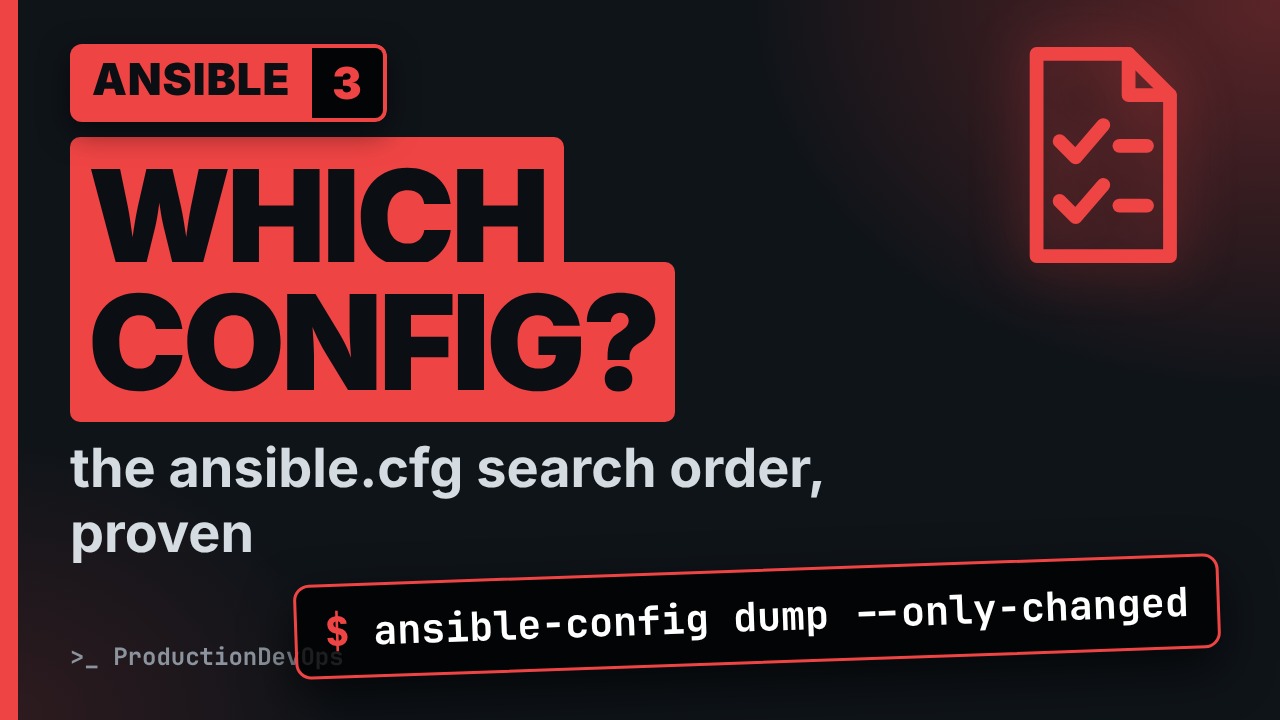 ANSIBLE 3
WHICH
CONFIG?
the ansible.cfg search order,
proven
$ ansible-config dump --only-changed
>_ ProductionDevOps